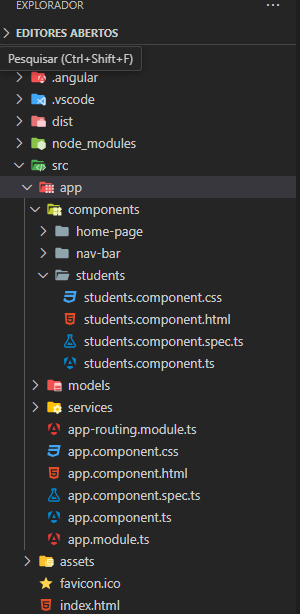 EXPLORADOR
EDITORES ABERTOS
Pesquisar (Ctrl+Shift+F)
.angular
.vscode
dist
node_modules
src
app
components
home-page
nav-bar
students
students.component.css
students.component.html
students.component.spec.ts
students.component.ts
models
services
app-routing.module.ts
app.component.css
app.component.html
app.component.spec.ts
app.component.ts
app.module.ts
assets
favicon.ico
index.html